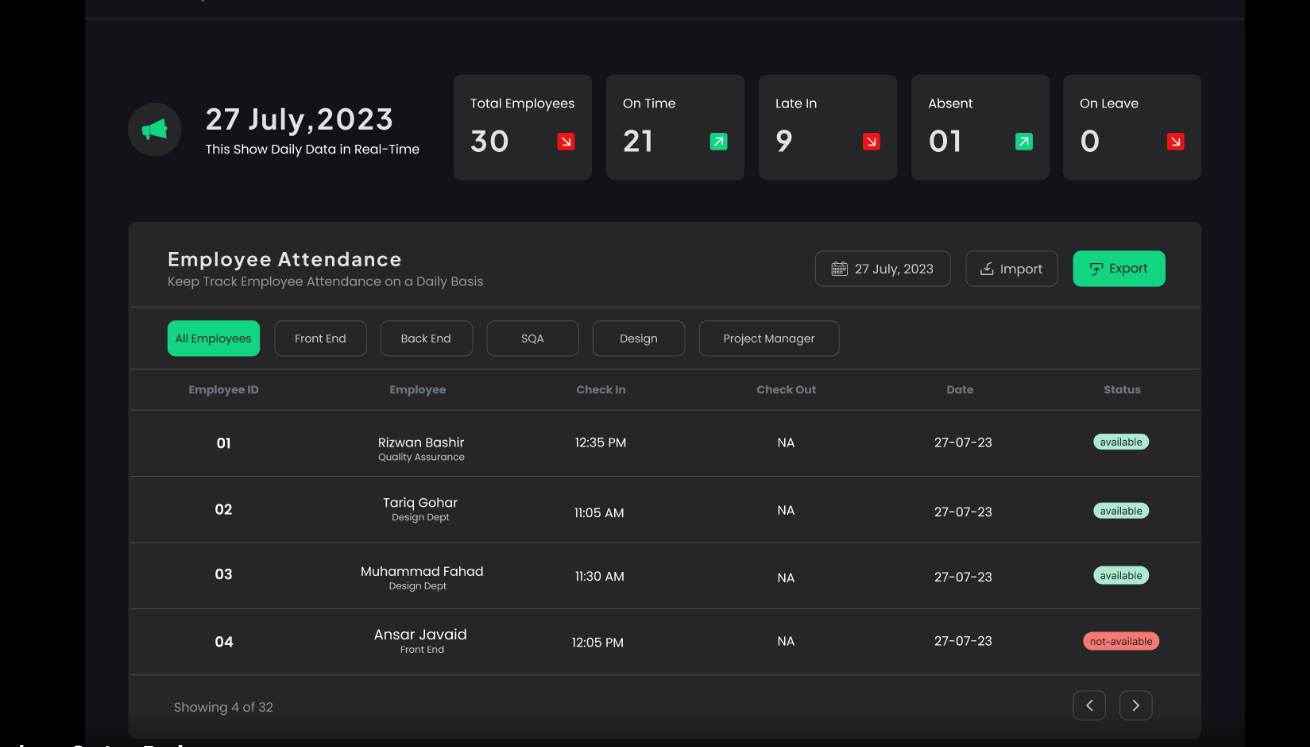 27 July,2023
This Show Daily Data in Real-Time
Total Employees
30
On Time
21
Late In
9
Absent
01
On Leave
0
Employee Attendance
Keep Track Employee Attendance on a Daily Basis
27 July, 2023
Import
Export
All Employees Front End Back End SQA Design Project Manager
Employee ID Employee Check In Check Out Date Status
01 Rizwan Bashir 12:35 PM NA 27-07-23 available
Quality Assurance
02 Tariq Gohar 11:05 AM NA 27-07-23 available
Design Dept
03 Muhammad Fahad 11:30 AM NA 27-07-23 available
Design Dept
04 Ansar Javaid 12:05 PM NA 27-07-23 not-available
Front End
Showing 4 of 32